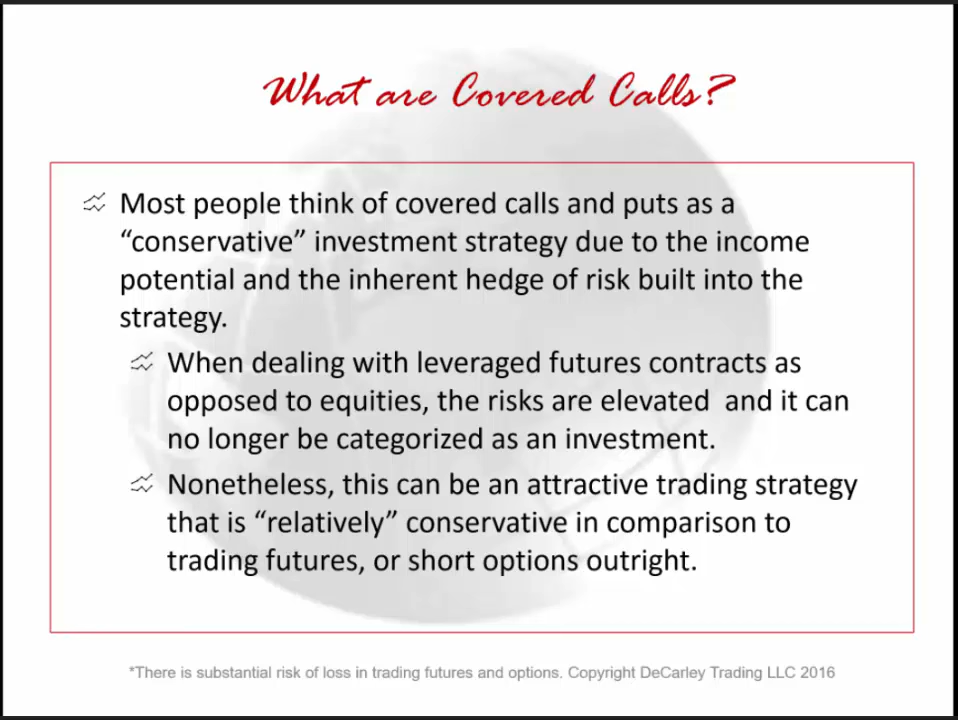 What are Covered Calls?
Most people think of covered calls and puts as a
“conservative” investment strategy due to the income
potential and the inherent hedge of risk built into the
strategy.
When dealing with leveraged futures contracts as
opposed to equities, the risks are elevated  and it can
no longer be categorized as an investment.
Nonetheless, this can be an attractive trading strategy
that is “relatively” conservative in comparison to
trading futures, or short options outright.
*There is substantial risk of loss in trading futures and options. Copyright DeCarley Trading LLC 2016